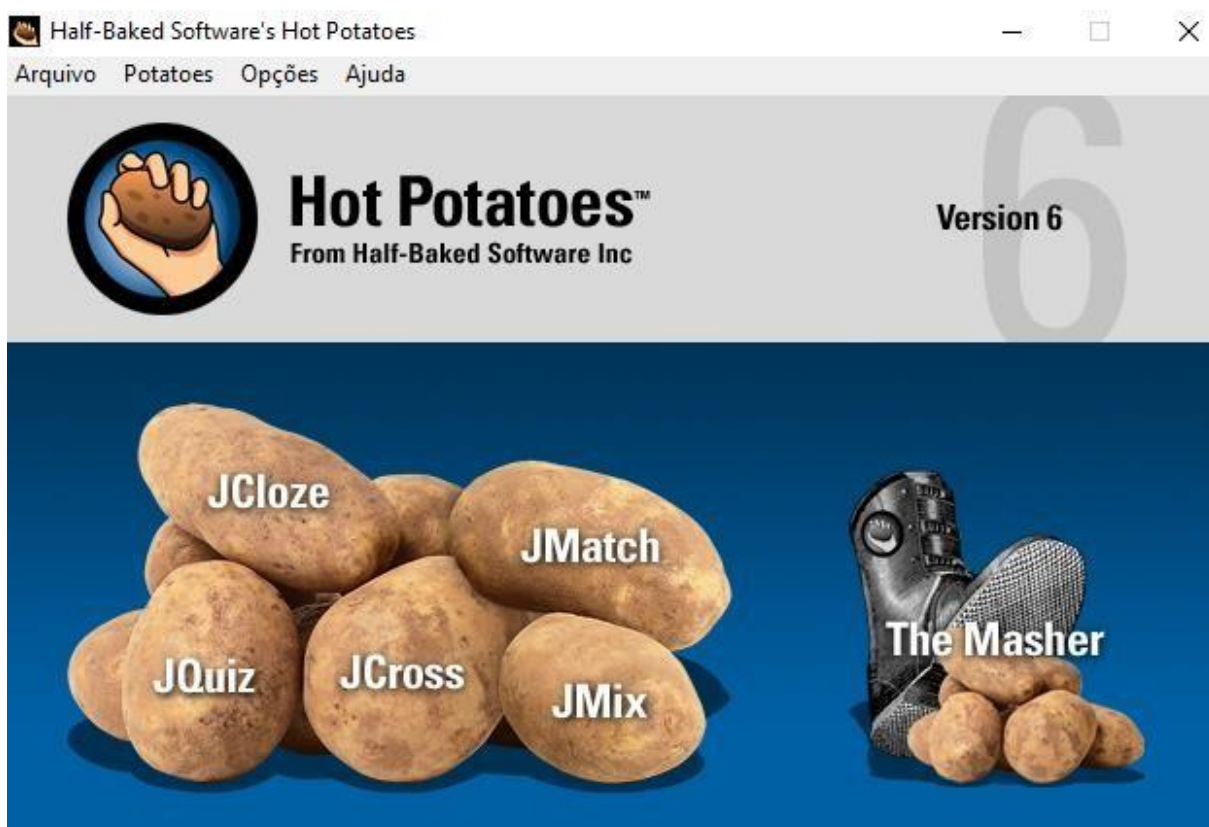 Half-Baked Software's Hot Potatoes
Arquivo Potatoes Opções Ajuda
6
Hot Potatoes™
From Half-Baked Software Inc
Version 6
JCloze
JMatch
JQuiz
JCross
JMix
The Masher